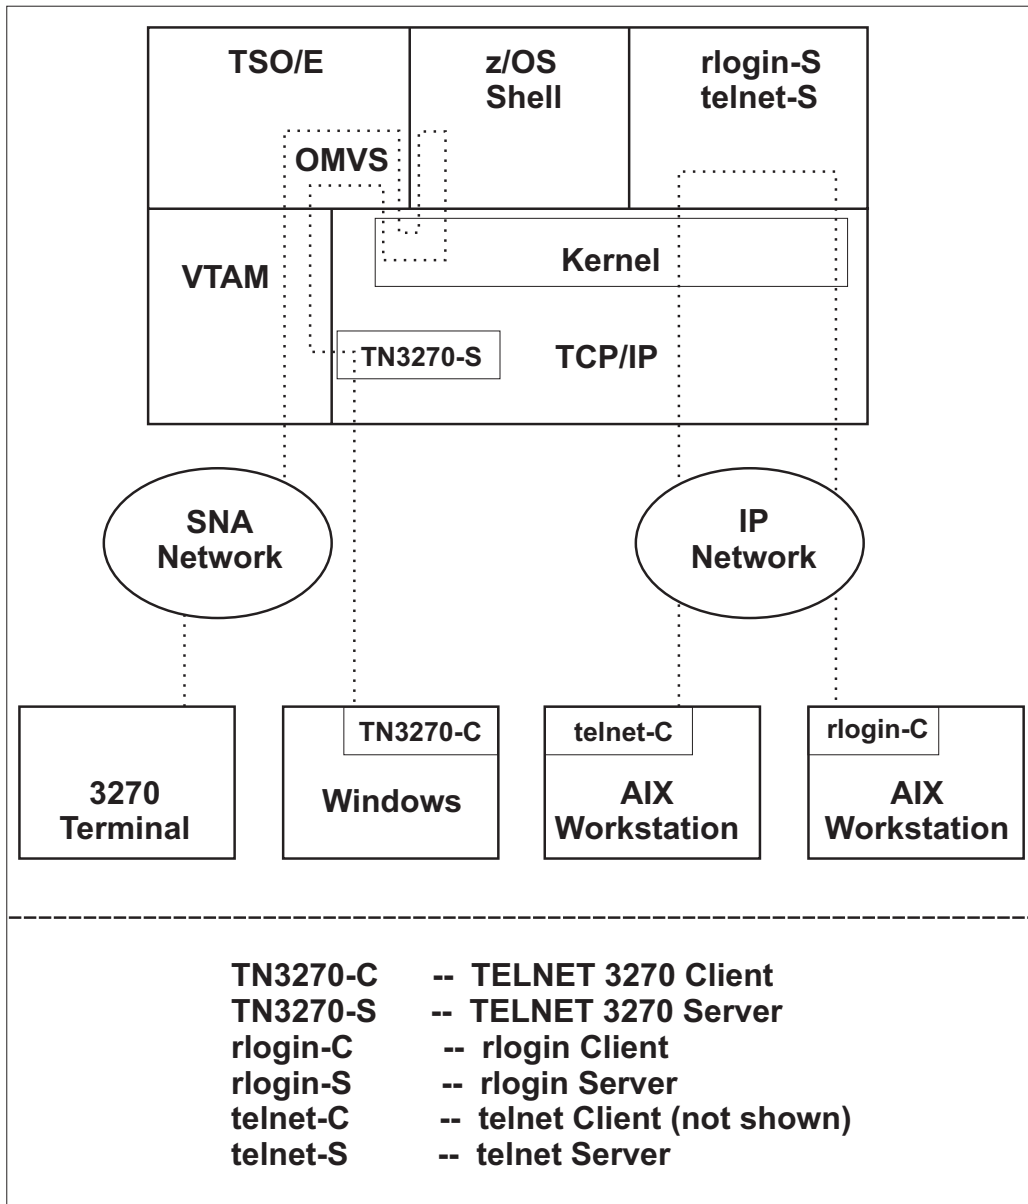 TSO/E
z/OS
Shell
rlogin-S
telnet-S
OMVS
VTAM
Kernel
TN3270-S
TCP/IP
SNA
Network
IP
Network
TN3270-C
telnet-C
rlogin-C
3270
Terminal
Windows
AIX
Workstation
AIX
Workstation
TN3270-C -- TELNET 3270 Client
TN3270-S -- TELNET 3270 Server
rlogin-C -- rlogin Client
rlogin-S -- rlogin Server
telnet-C -- telnet Client (not shown)
telnet-S -- telnet Server